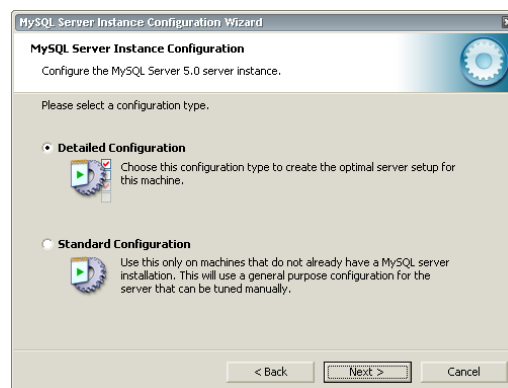 MySQL Server Instance Configuration Wizard
MySQL Server Instance Configuration
Configure the MySQL Server 5.0 server instance.
Please select a configuration type.
Detailed Configuration
Choose this configuration type to create the optimal server setup for
this machine.
Standard Configuration
Use this only on machines that do not already have a MySQL server
installation. This will use a general purpose configuration for the
server that can be tuned manually.
< Back
Next >
Cancel